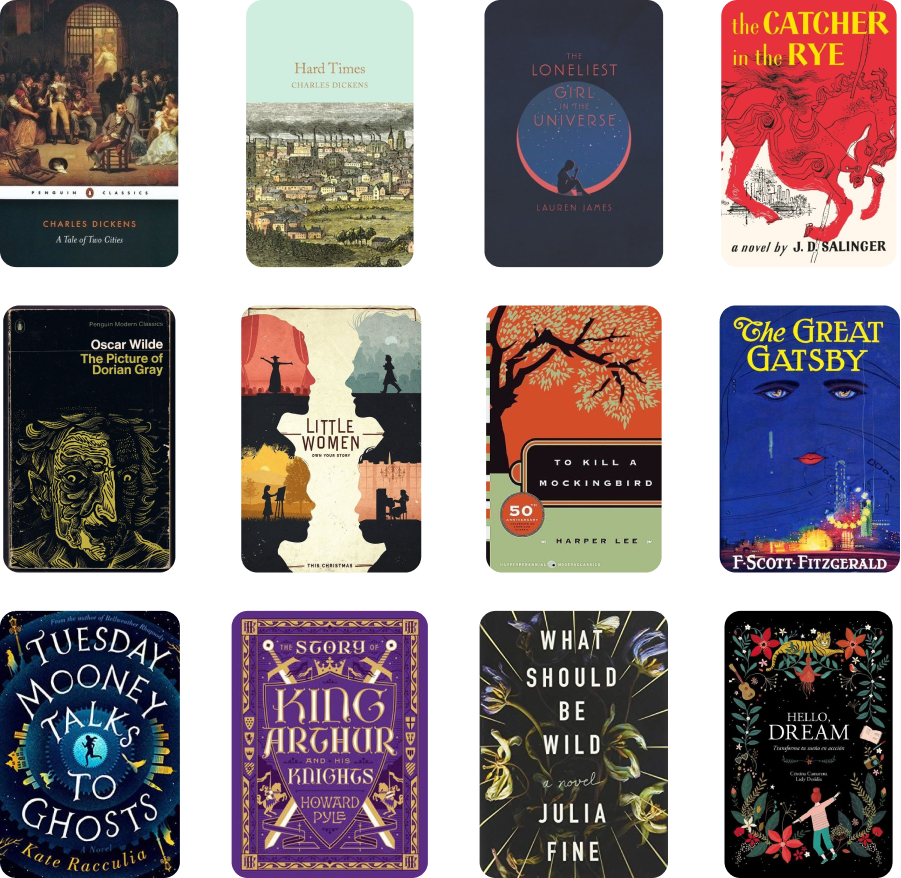 PENGUIN CLASSICS
CHARLES DICKENS
A Tale of Two Cities
Hard Times
CHARLES DICKENS
THE
LONELIEST
GIRL
IN THE
UNIVERSE
LAUREN JAMES
the CATCHER
in the RYE
a novel by J. D. SALINGER
Penguin Modern Classics
Oscar Wilde
The Picture of
Dorian Gray
LITTLE
WOMEN
OWN YOUR STORY
THIS CHRISTMAS
TO KILL A
MOCKINGBIRD
50TH
ANNIVERSARY
HARPER LEE
The GREAT
GATSBY
F·SCOTT·FITZGERALD
From the author of Bellweather Rhapsody
TUESDAY
MOONEY
TALKS
TO
GHOSTS
A Novel
Kate Racculia
THE STORY OF
KING
ARTHUR
AND HIS
KNIGHTS
HOWARD
PYLE
WHAT
SHOULD
BE
WILD
a novel
JULIA
FINE
HELLO,
DREAM
Transforma tu sueño en acción
Cristina Camarena
Lady Desidia